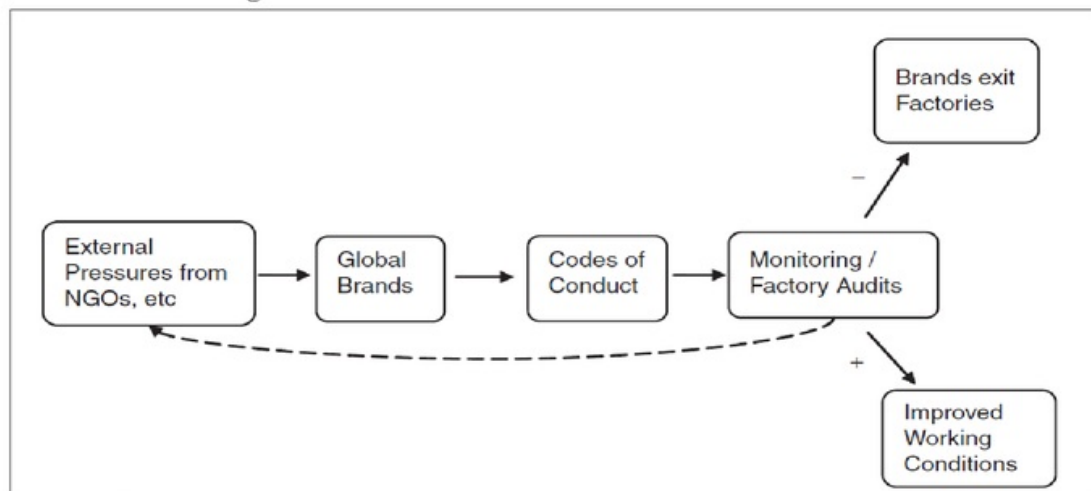 Brands exit
Factories
−
External
Pressures from
NGOs, etc
Global
Brands
Codes of
Conduct
Monitoring /
Factory Audits
+
Improved
Working
Conditions